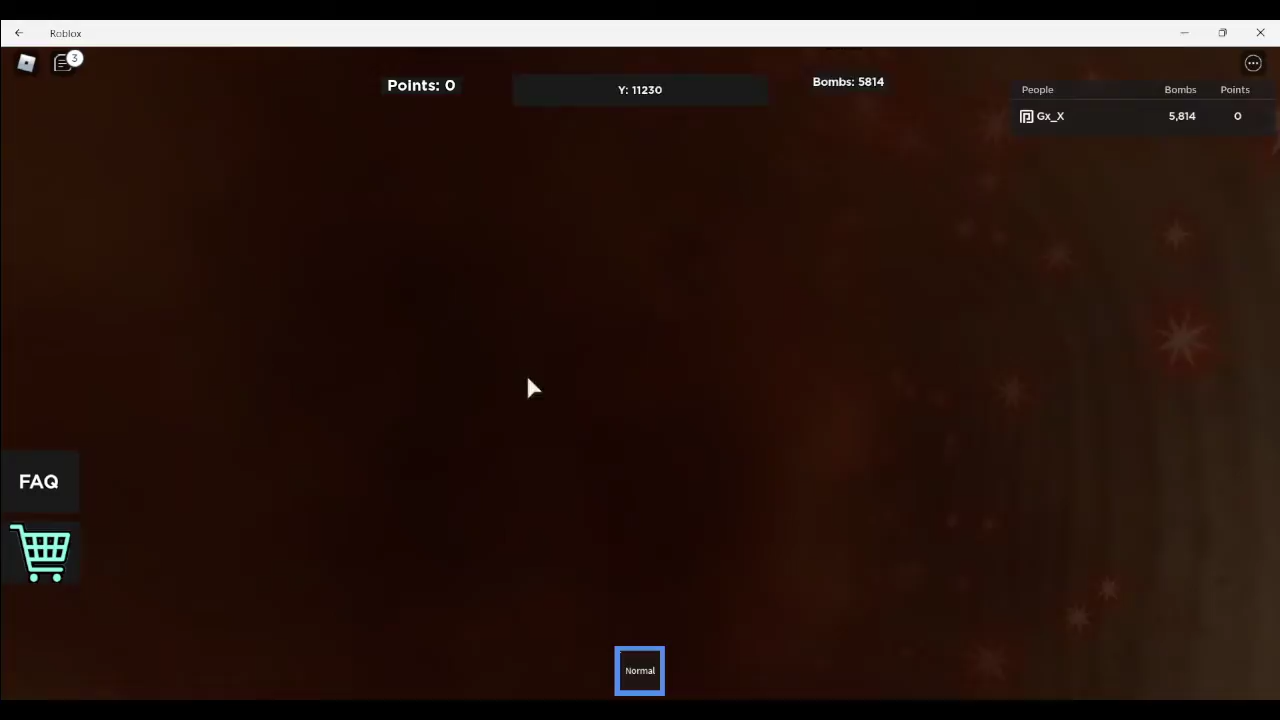 Roblox
3
Points: 0
Y: 11230
Bombs: 5814
People Bombs Points
Gx_X 5,814 0
FAQ
Normal